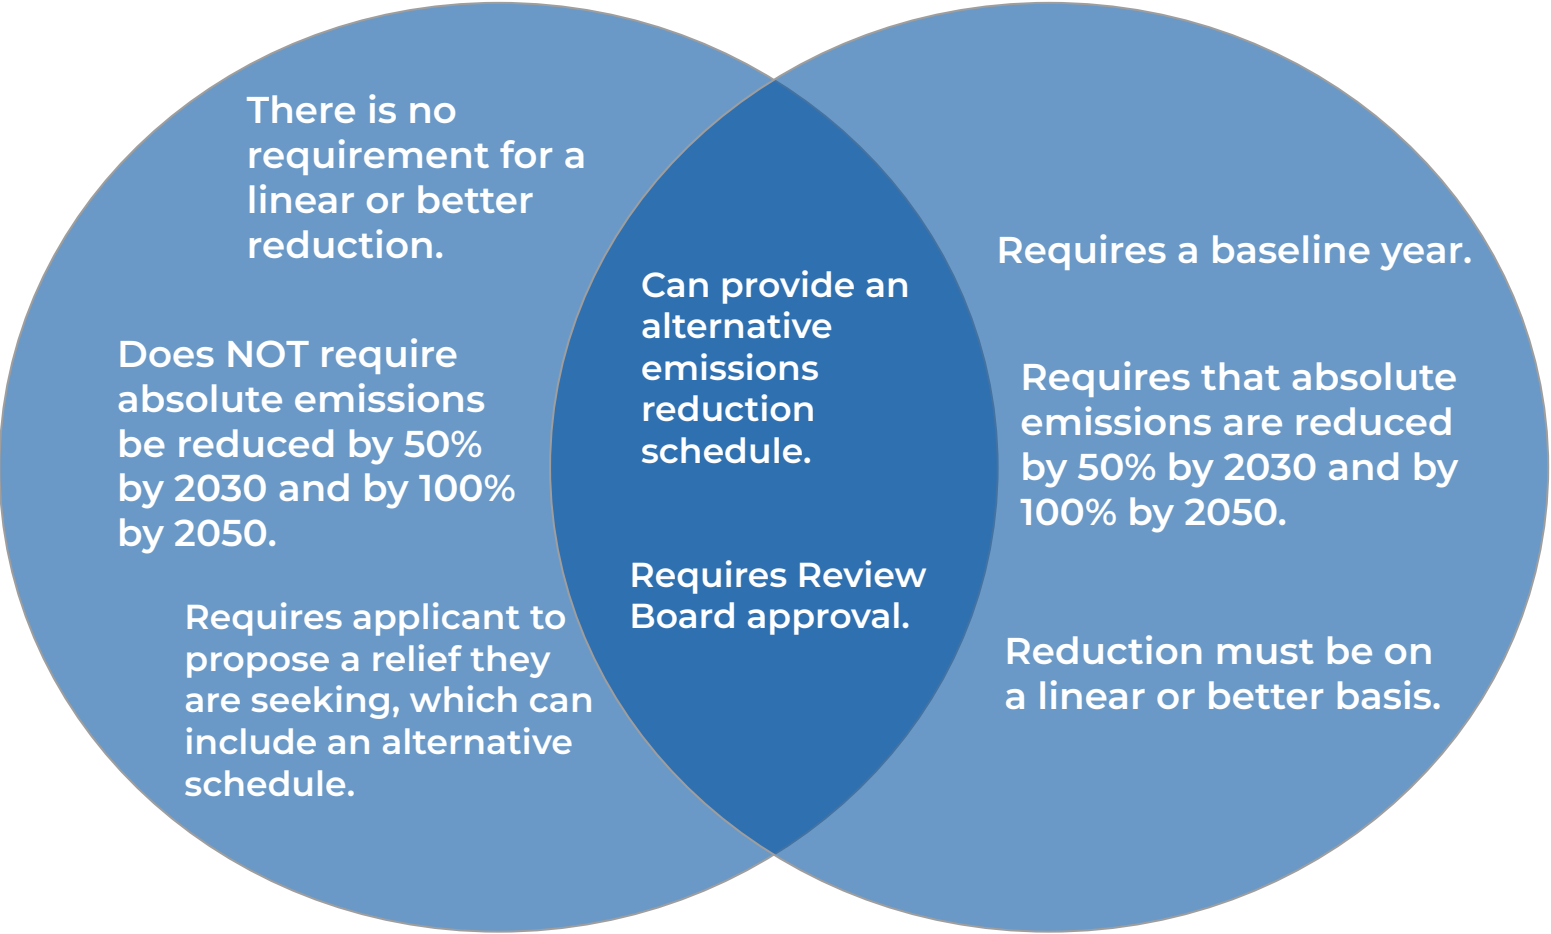 There is no
requirement for a
linear or better
reduction.
Does NOT require
absolute emissions
be reduced by 50%
by 2030 and by 100%
by 2050.
Requires applicant to
propose a relief they
are seeking, which can
include an alternative
schedule.
Can provide an
alternative
emissions
reduction
schedule.
Requires Review
Board approval.
Requires a baseline year.
Requires that absolute
emissions are reduced
by 50% by 2030 and by
100% by 2050.
Reduction must be on
a linear or better basis.